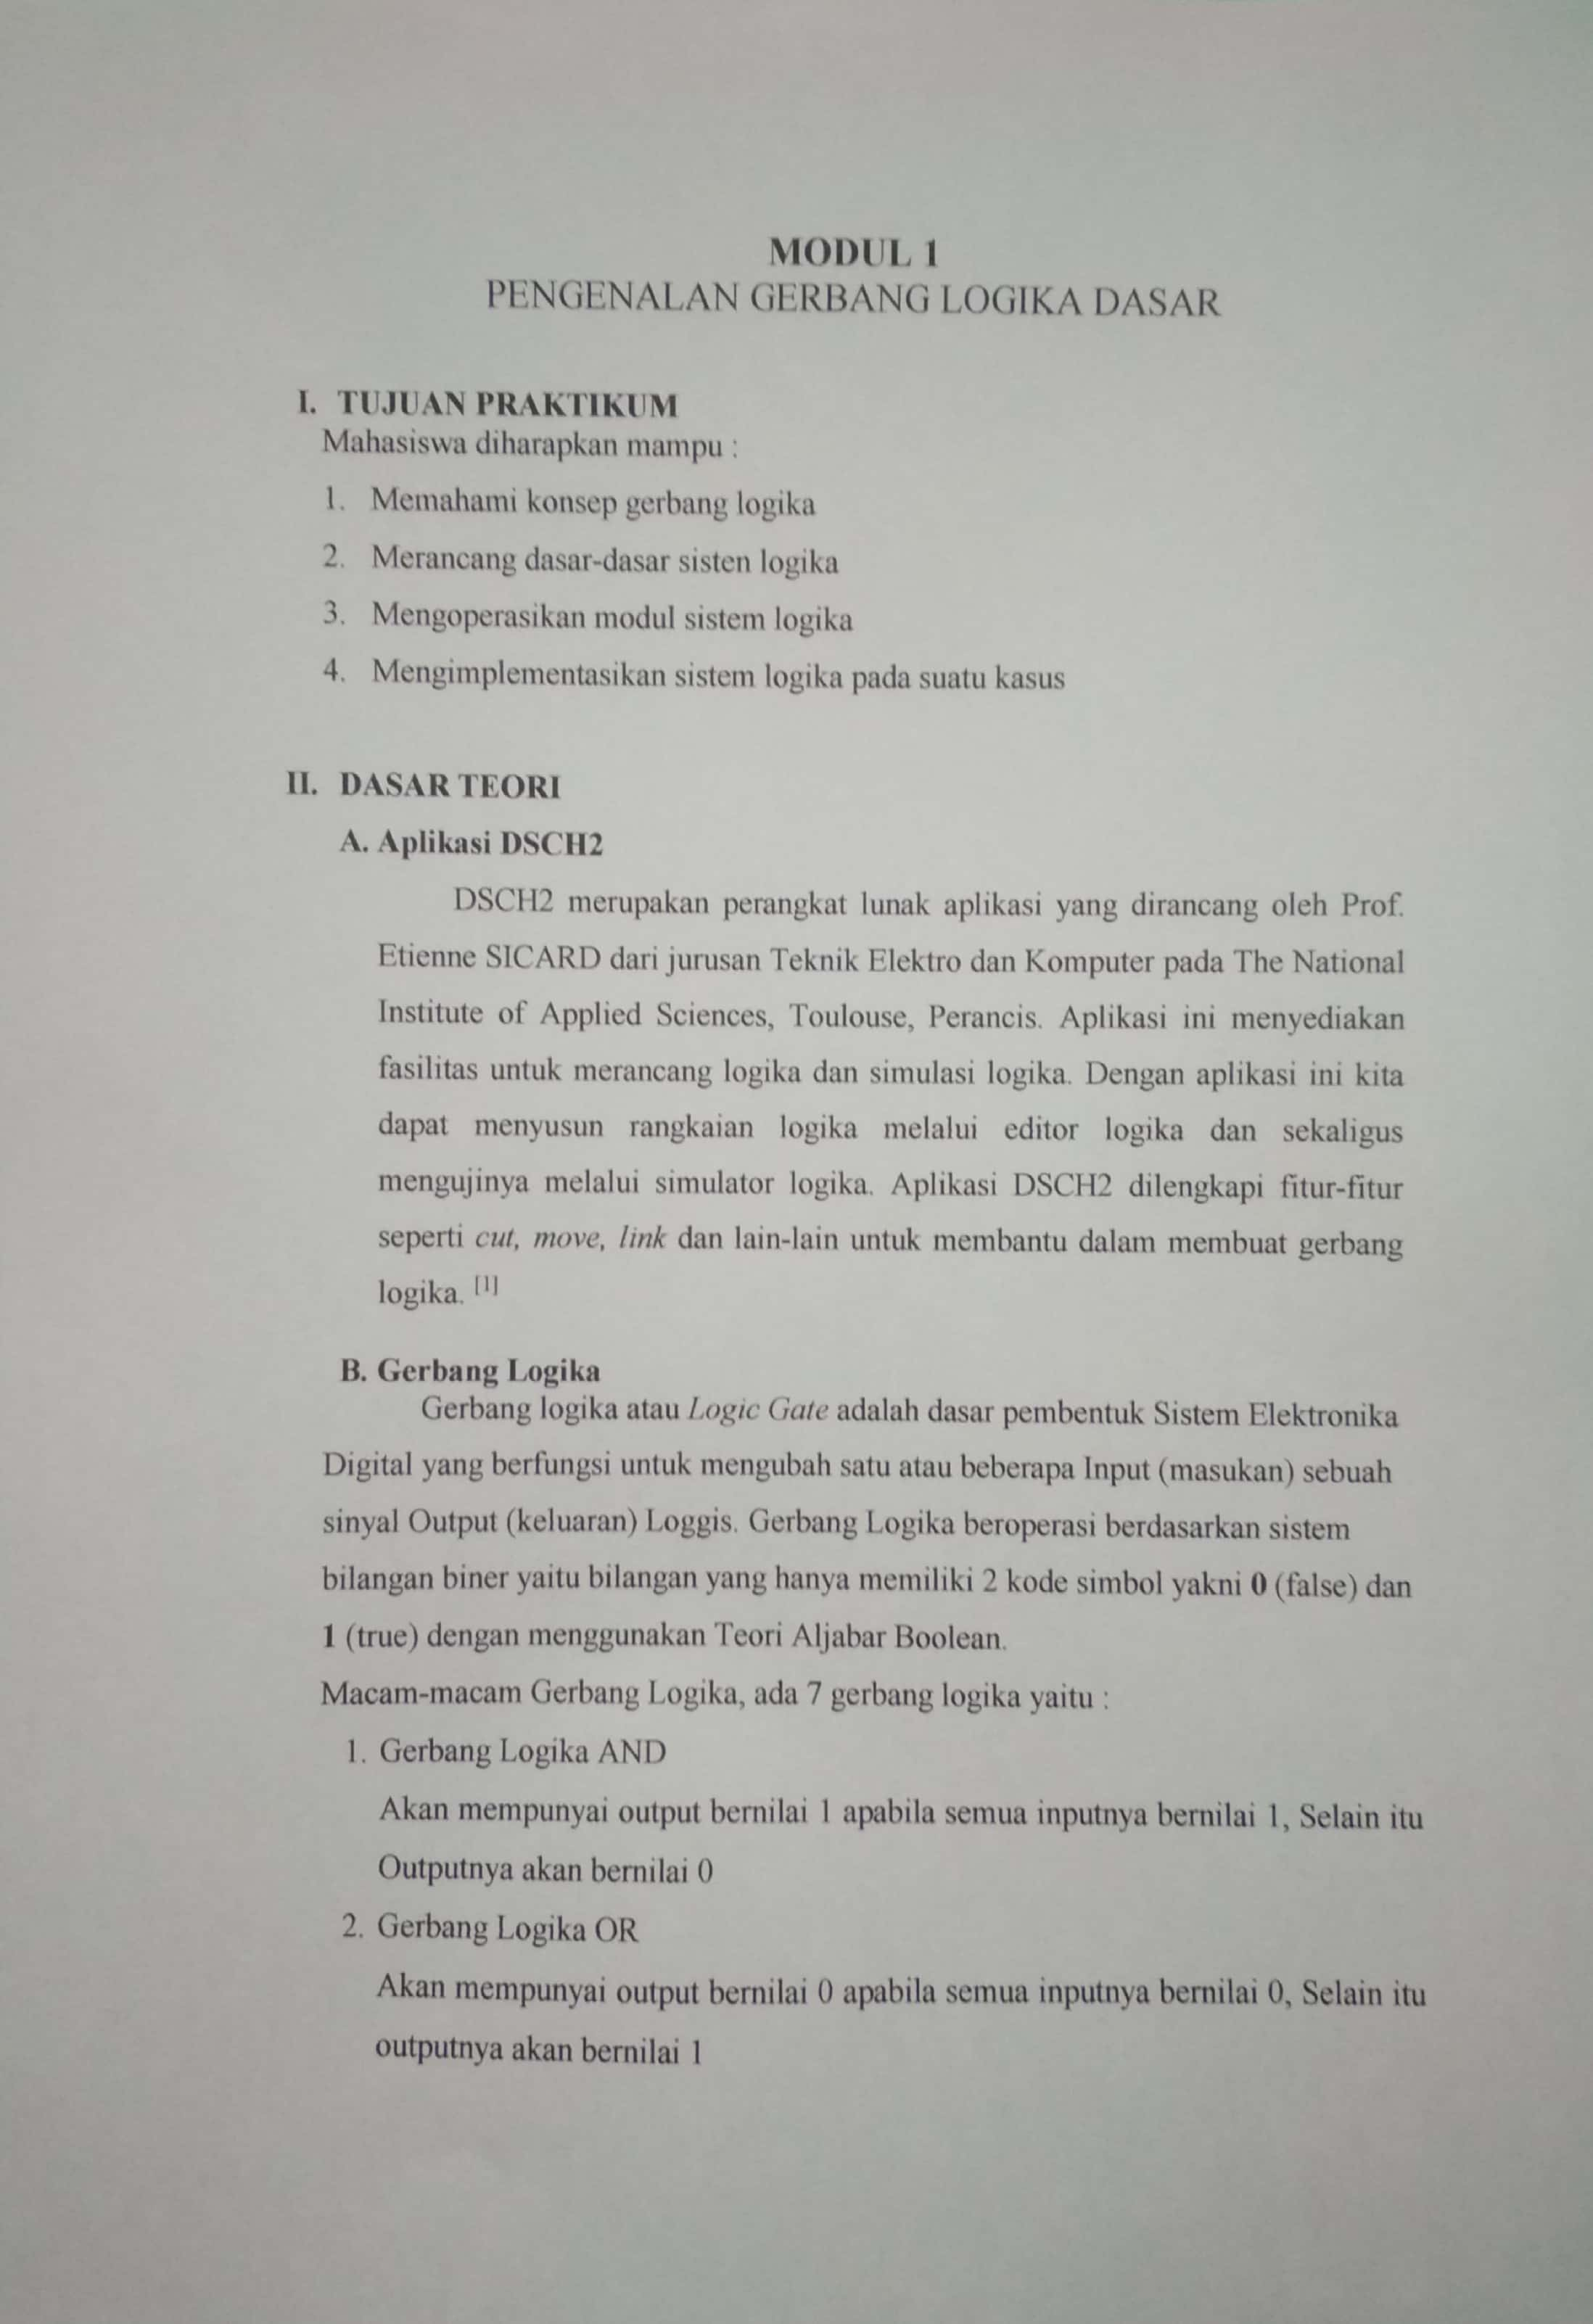 MODUL 1
PENGENALAN GERBANG LOGIKA DASAR
I. TUJUAN PRAKTIKUM
Mahasiswa diharapkan mampu :
1. Memahami konsep gerbang logika
2. Merancang dasar-dasar sisten logika
3. Mengoperasikan modul sistem logika
4. Mengimplementasikan sistem logika pada suatu kasus
II. DASAR TEORI
A. Aplikasi DSCH2
DSCH2 merupakan perangkat lunak aplikasi yang dirancang oleh Prof.
Etienne SICARD dari jurusan Teknik Elektro dan Komputer pada The National
Institute of Applied Sciences, Toulouse, Perancis. Aplikasi ini menyediakan
fasilitas untuk merancang logika dan simulasi logika. Dengan aplikasi ini kita
dapat menyusun rangkaian logika melalui editor logika dan sekaligus
mengujinya melalui simulator logika. Aplikasi DSCH2 dilengkapi fitur-fitur
seperti cut, move, link dan lain-lain untuk membantu dalam membuat gerbang
logika. [1]
B. Gerbang Logika
Gerbang logika atau Logic Gate adalah dasar pembentuk Sistem Elektronika
Digital yang berfungsi untuk mengubah satu atau beberapa Input (masukan) sebuah
sinyal Output (keluaran) Loggis. Gerbang Logika beroperasi berdasarkan sistem
bilangan biner yaitu bilangan yang hanya memiliki 2 kode simbol yakni 0 (false) dan
1 (true) dengan menggunakan Teori Aljabar Boolean.
Macam-macam Gerbang Logika, ada 7 gerbang logika yaitu :
1. Gerbang Logika AND
Akan mempunyai output bernilai 1 apabila semua inputnya bernilai 1, Selain itu
Outputnya akan bernilai 0
2. Gerbang Logika OR
Akan mempunyai output bernilai 0 apabila semua inputnya bernilai 0, Selain itu
outputnya akan bernilai 1